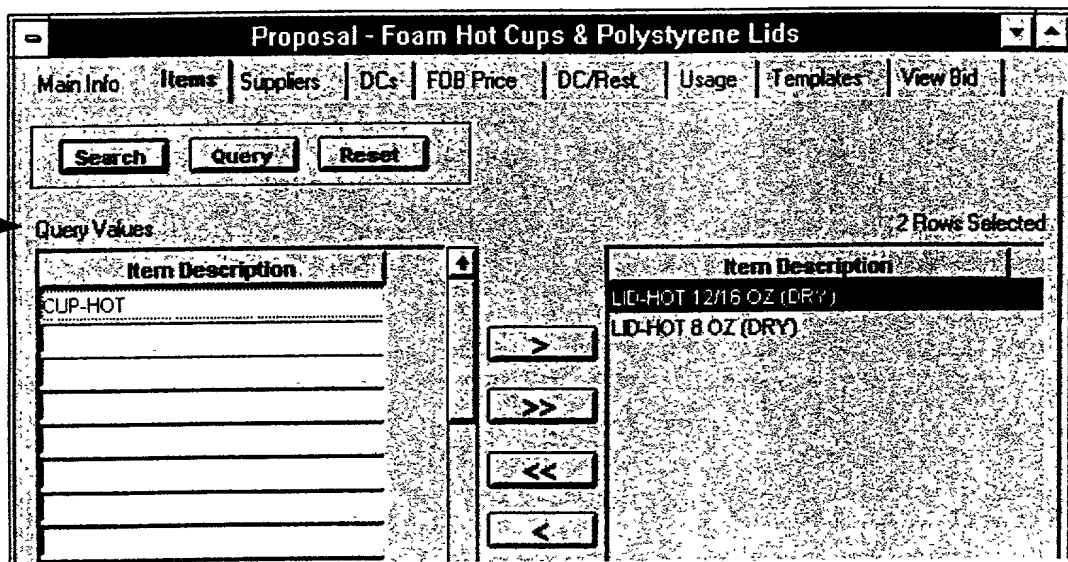 Proposal - Foam Hot Cups & Polystyrene Lids
Main Info Items Suppliers DCs FOB Price DC/Rest Usage Templates View Bid
Search Query Reset
Query Values 2 Rows Selected
Item Description Item Description
CUP-HOT LID-HOT 12/16 OZ (DRY)
LID-HOT 8 OZ (DRY)
>
>>
<<
<